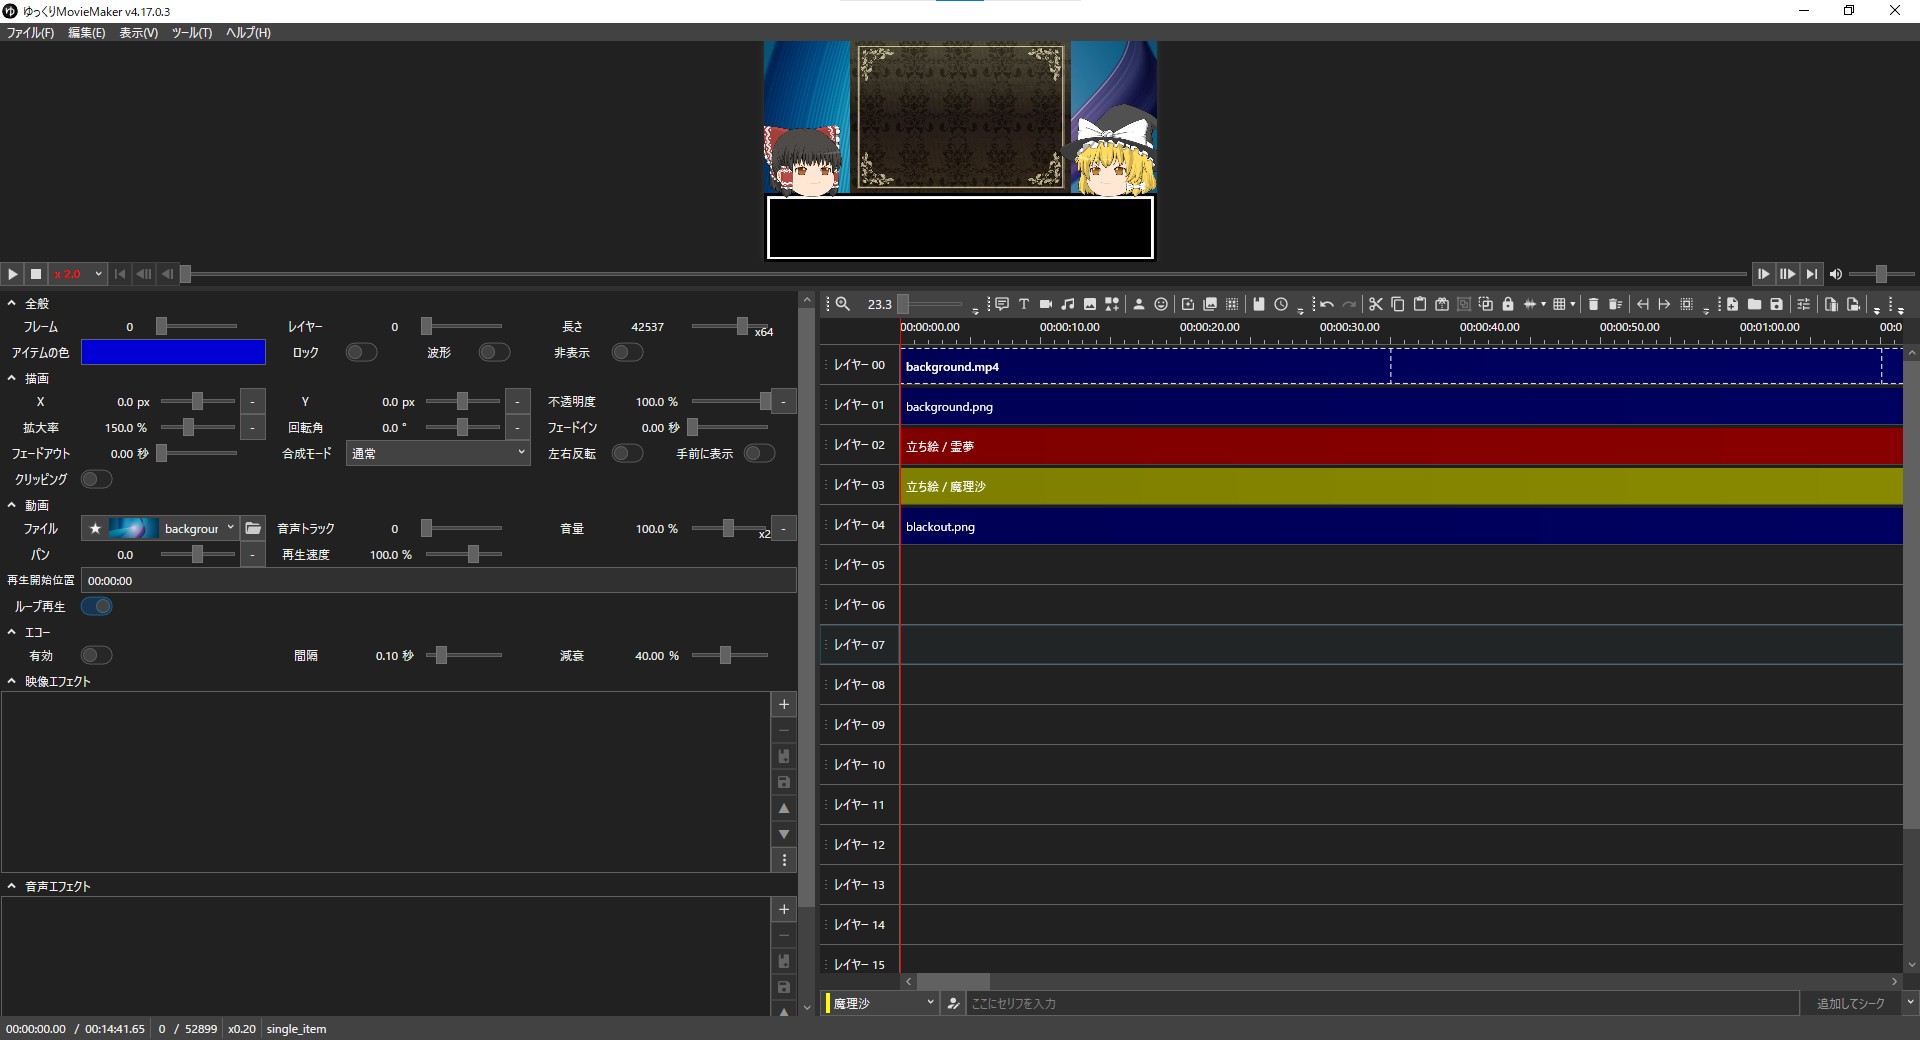 ゆっくりMovieMaker v4.17.0.3
ファイル(F) 編集(E) 表示(V) ツール(T) ヘルプ(H)
x 2.0
全般
フレーム 0 レイヤー 0 長さ 42537 x64
アイテムの色 ロック 波形 非表示
描画
X 0.0 px - Y 0.0 px - 不透明度 100.0 % -
拡大率 150.0 % - 回転角 0.0 ° - フェードイン 0.00 秒
フェードアウト 0.00 秒 合成モード 通常 左右反転 手前に表示
クリッピング
動画
ファイル ★ backgrour 音声トラック 0 音量 100.0 % x2 -
パン 0.0 - 再生速度 100.0 %
再生開始位置 00:00:00
ループ再生
エコー
有効 間隔 0.10 秒 減衰 40.00 %
映像エフェクト
音声エフェクト
23.3
00:00:00.00 00:00:10.00 00:00:20.00 00:00:30.00 00:00:40.00 00:00:50.00 00:01:00.00 00:0
レイヤー 00 background.mp4
レイヤー 01 background.png
レイヤー 02 立ち絵 / 霊夢
レイヤー 03 立ち絵 / 魔理沙
レイヤー 04 blackout.png
レイヤー 05
レイヤー 06
レイヤー 07
レイヤー 08
レイヤー 09
レイヤー 10
レイヤー 11
レイヤー 12
レイヤー 13
レイヤー 14
レイヤー 15
魔理沙 ここにセリフを入力 追加してシーク
00:00:00.00 / 00:14:41.65 0 / 52899 x0.20 single_item